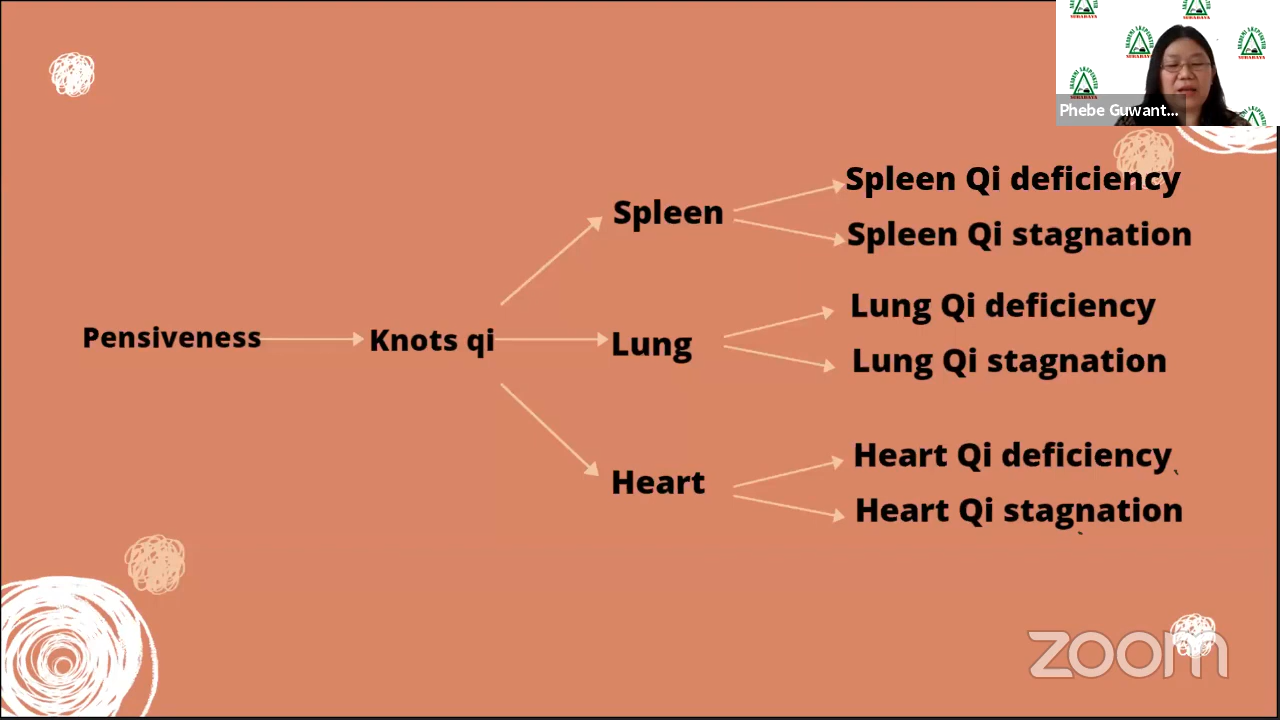 Phebe Guwant...
Spleen Qi deficiency
Spleen
Spleen Qi stagnation
Lung Qi deficiency
Pensiveness
Knots qi
Lung
Lung Qi stagnation
Heart Qi deficiency
Heart
Heart Qi stagnation
zoom